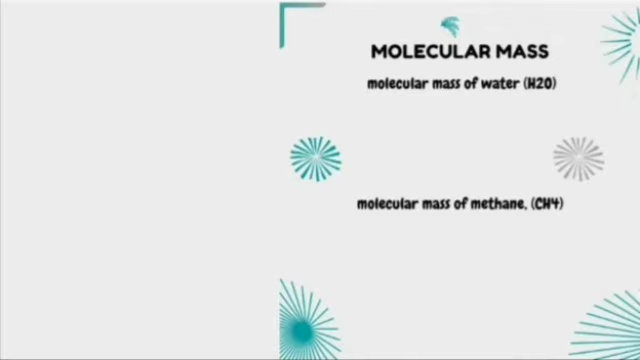 MOLECULAR MASS
molecular mass of water (H2O)
molecular mass of methane, (CH4)